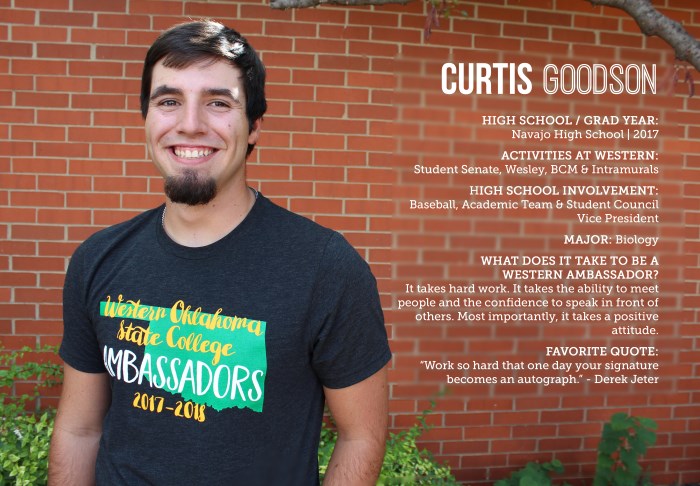 CURTIS GOODSON
HIGH SCHOOL / GRAD YEAR:
Navajo High School | 2017
ACTIVITIES AT WESTERN:
Student Senate, Wesley, BCM & Intramurals
HIGH SCHOOL INVOLVEMENT:
Baseball, Academic Team & Student Council
Vice President
MAJOR: Biology
WHAT DOES IT TAKE TO BE A
WESTERN AMBASSADOR?
It takes hard work. It takes the ability to meet
people and the confidence to speak in front of
others. Most importantly, it takes a positive
attitude.
FAVORITE QUOTE:
“Work so hard that one day your signature
becomes an autograph.” - Derek Jeter
Western Oklahoma
State College
AMBASSADORS
2017-2018